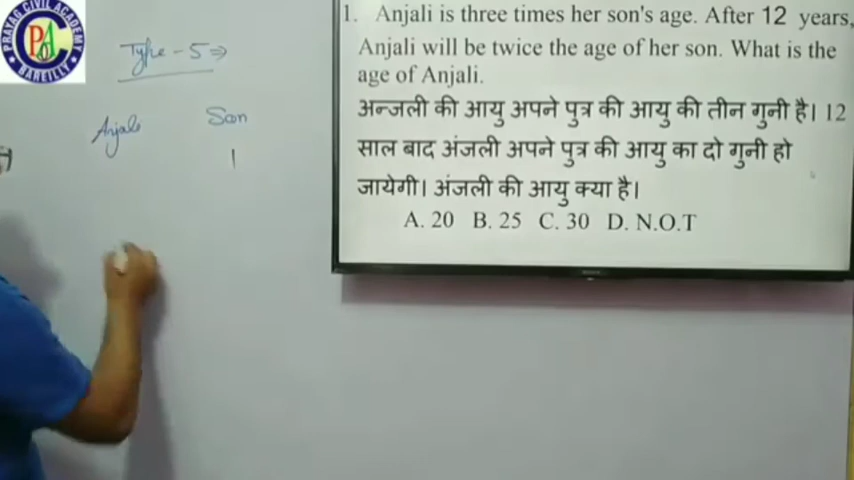 PRAYAG CIVIL ACADEMY
PCA
BAREILLY
Type - 5 ⇒
Anjali Son
1
1. Anjali is three times her son's age. After 12 years,
Anjali will be twice the age of her son. What is the
age of Anjali.
अन्जली की आयु अपने पुत्र की आयु की तीन गुनी है। 12
साल बाद अंजली अपने पुत्र की आयु का दो गुनी हो
जायेगी। अंजली की आयु क्या है।
A. 20 B. 25 C. 30 D. N.O.T